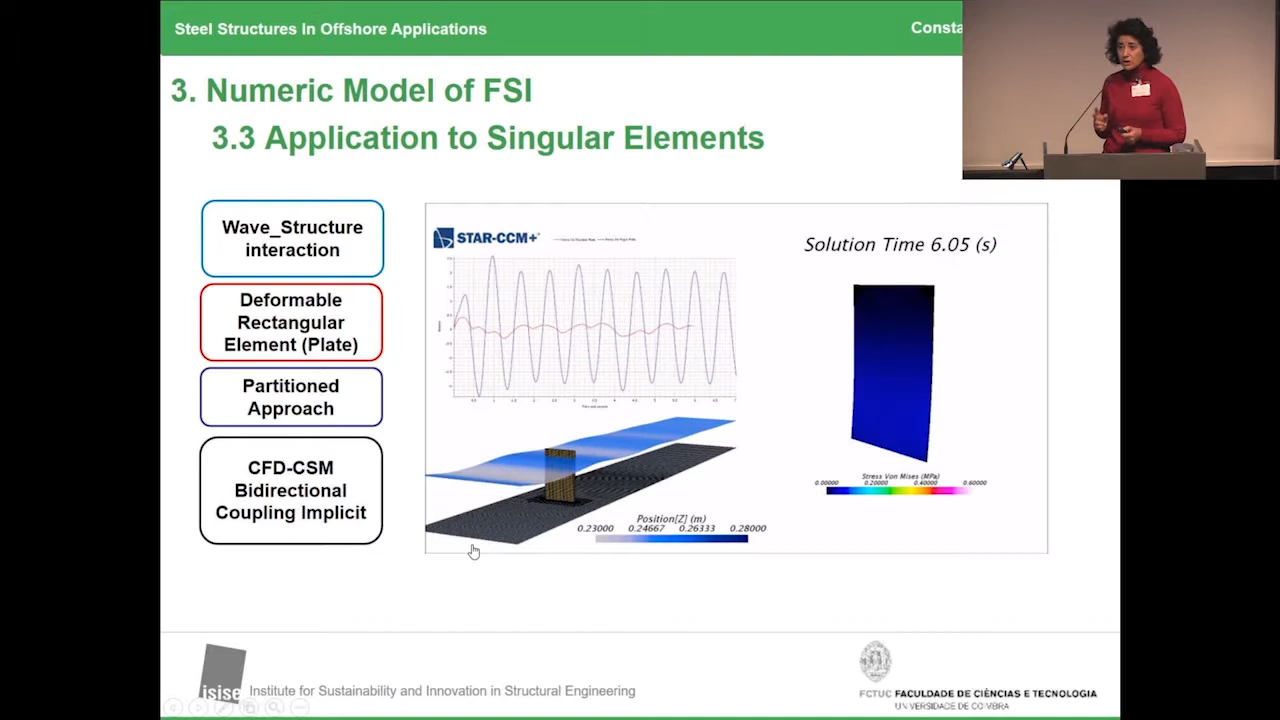 Steel Structures In Offshore Applications
Consta
3. Numeric Model of FSI
3.3 Application to Singular Elements
Wave_Structure
interaction
Deformable
Rectangular
Element (Plate)
Partitioned
Approach
CFD-CSM
Bidirectional
Coupling Implicit
STAR-CCM+
Solution Time 6.05 (s)
Position[Z] (m)
0.23000 0.24667 0.26333 0.28000
Stress Von Mises (MPa)
0.00000 0.20000 0.40000 0.60000
isise
Institute for Sustainability and Innovation in Structural Engineering
FCTUC FACULDADE DE CIÊNCIAS E TECNOLOGIA
UNIVERSIDADE DE COIMBRA